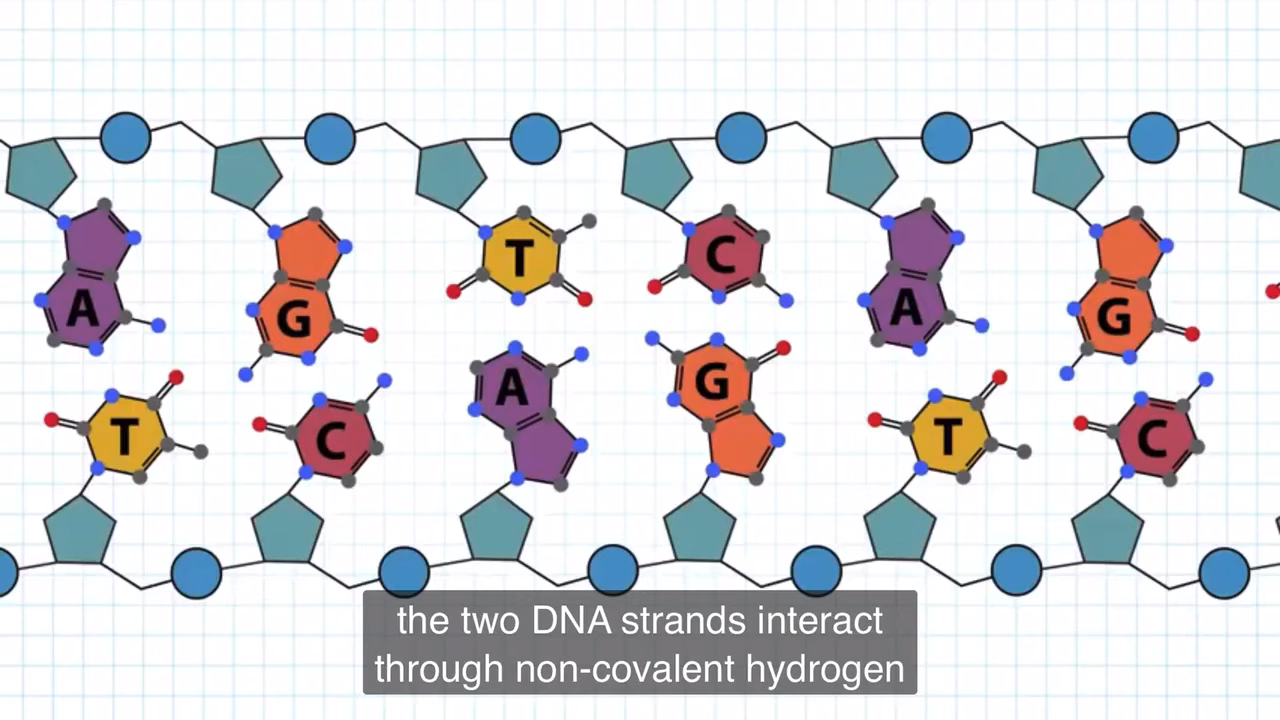 A G T C A G
T C A G T C
the two DNA strands interact
through non-covalent hydrogen